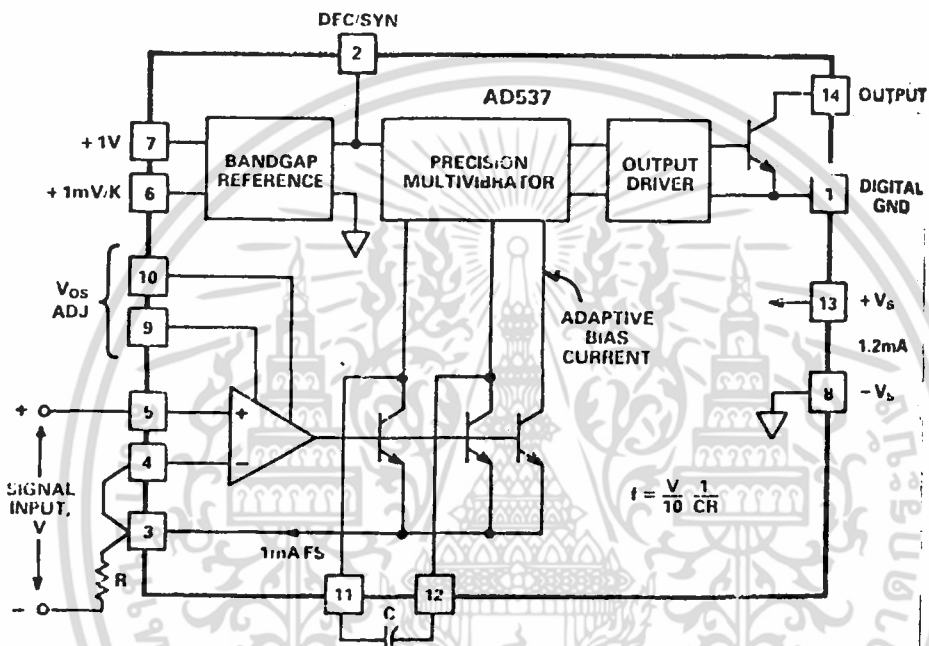 DEC/SYN
2
AD537
14 OUTPUT
+1V 7
BANDGAP
REFERENCE
PRECISION
MULTIVIBRATOR
OUTPUT
DRIVER
+1mV/K 6
1 DIGITAL
GND
10
VOS
ADJ
9
ADAPTIVE
BIAS
CURRENT
13 +Vs
1.2mA
8 -Vs
+ 5 +
4 -
SIGNAL
INPUT,
V
3
1mA FS
f = V/10 1/CR
R
-
11 12
C